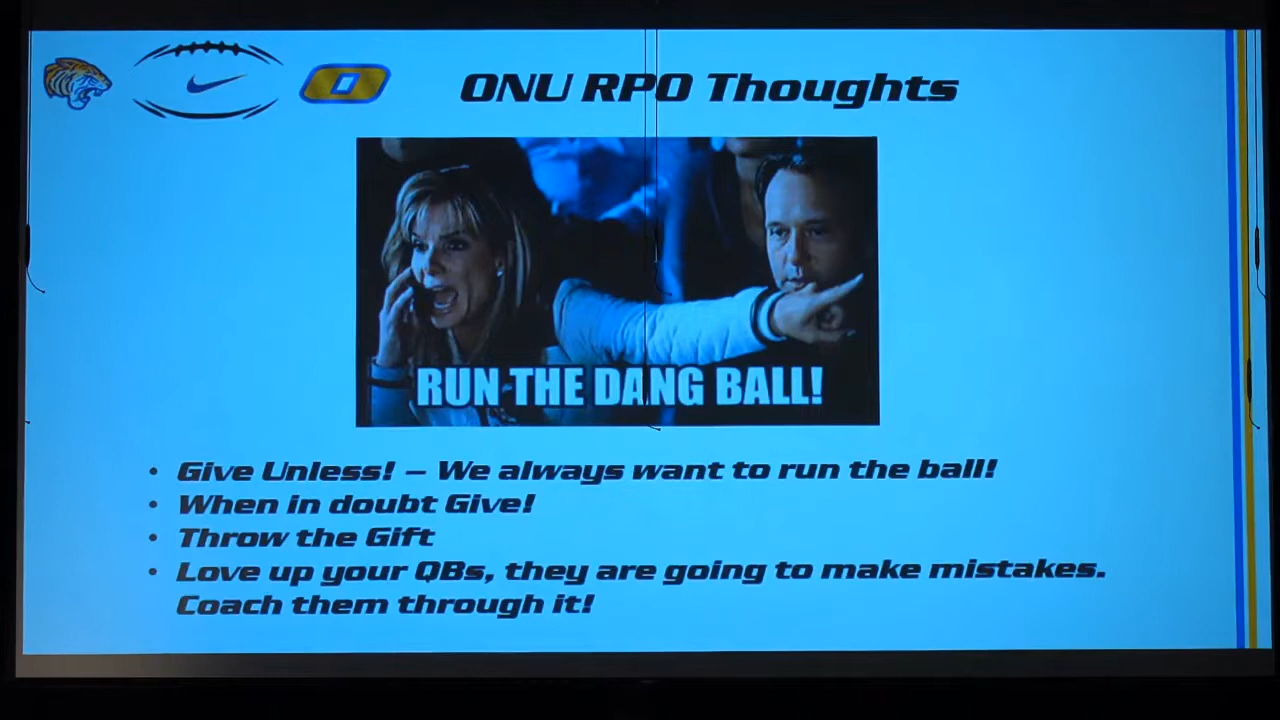 ONU RPO Thoughts
RUN THE DANG BALL!
• Give Unless! – We always want to run the ball!
• When in doubt Give!
• Throw the Gift
• Love up your QBs, they are going to make mistakes.
Coach them through it!